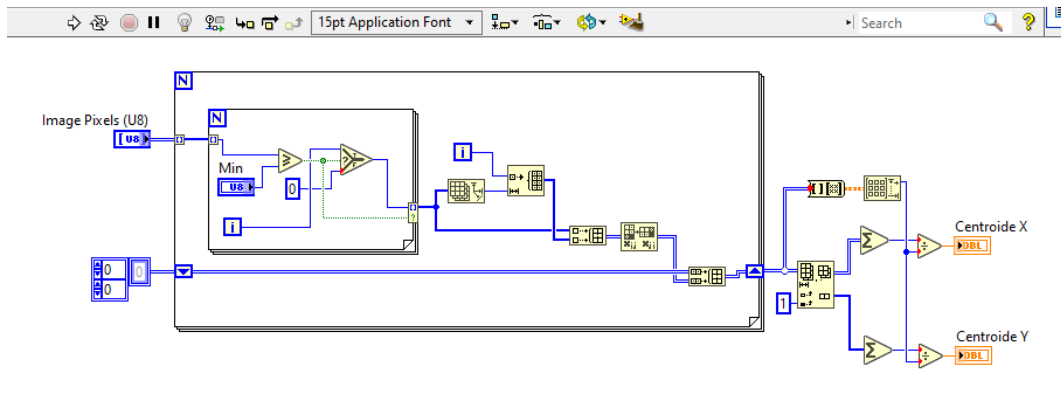 15pt Application Font
Search
N
Image Pixels (U8)
[U8]
N
Min
U8
0
i
i
0
0
0
1
Centroide X
DBL
Centroide Y
DBL